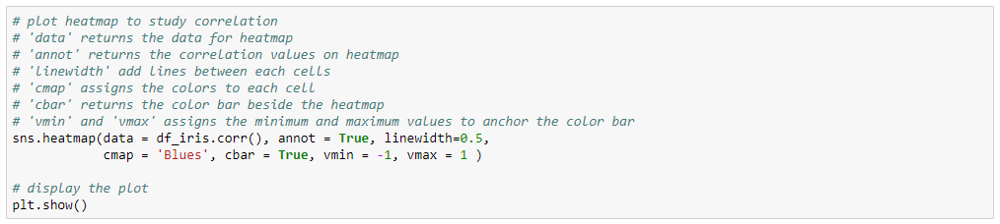 # plot heatmap to study correlation
# 'data' returns the data for heatmap
# 'annot' returns the correlation values on heatmap
# 'linewidth' add lines between each cells
# 'cmap' assigns the colors to each cell
# 'cbar' returns the color bar beside the heatmap
# 'vmin' and 'vmax' assigns the minimum and maximum values to anchor the color bar
sns.heatmap(data = df_iris.corr(), annot = True, linewidth=0.5,
            cmap = 'Blues', cbar = True, vmin = -1, vmax = 1 )
# display the plot
plt.show()